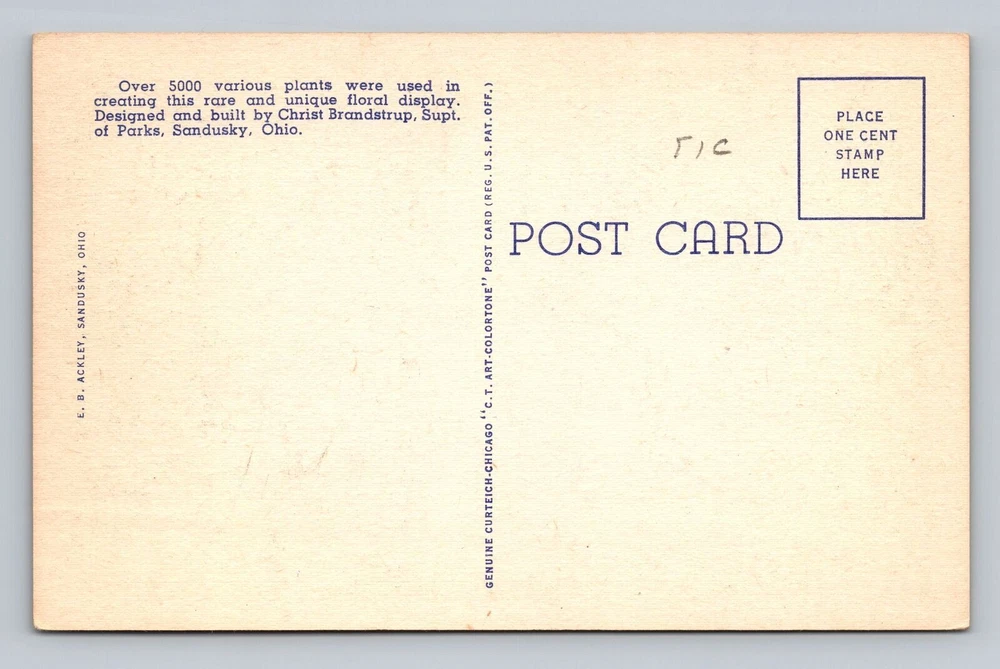 Over 5000 various plants were used in
creating this rare and unique floral display.
Designed and built by Christ Brandstrup, Supt.
of Parks, Sandusky, Ohio.
E. B. ACKLEY, SANDUSKY, OHIO
GENUINE CURTEICH-CHICAGO "C.T. ART-COLORTONE" POST CARD (REG. U.S. PAT. OFF.)
POST CARD
PLACE
ONE CENT
STAMP
HERE